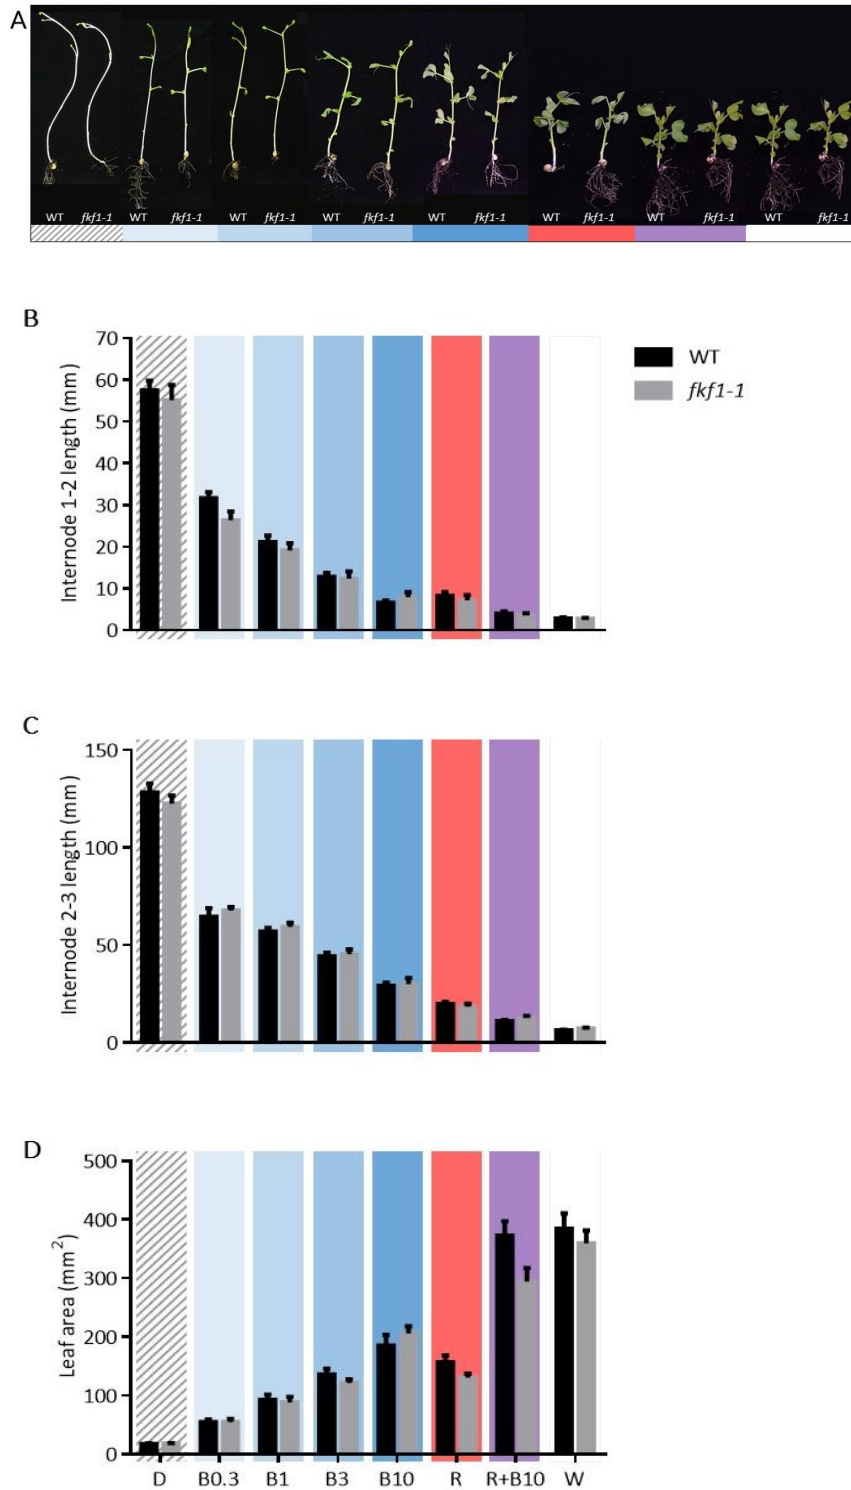 A
WT fkf1-1 WT fkf1-1 WT fkf1-1 WT fkf1-1 WT fkf1-1 WT fkf1-1 WT fkf1-1 WT fkf1-1
B
Internode 1-2 length (mm)
70
60
50
40
30
20
10
0
WT
fkf1-1
C
Internode 2-3 length (mm)
150
100
50
0
D
Leaf area (mm²)
500
400
300
200
100
0
D B0.3 B1 B3 B10 R R+B10 W